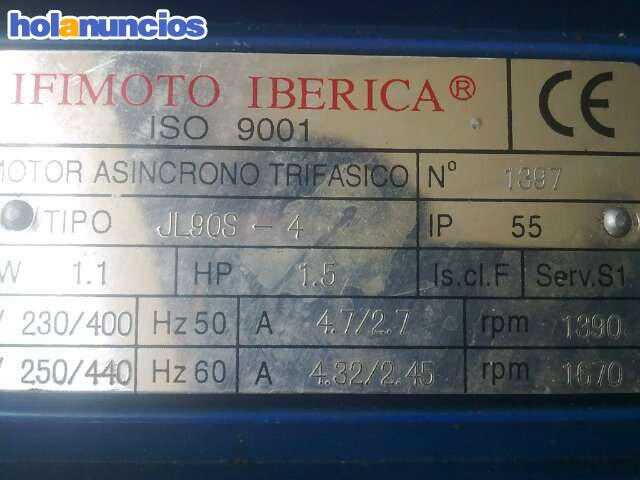 holanuncios
IFIMOTO IBERICA®
CE
ISO 9001
MOTOR ASINCRONO TRIFASICO Nº 1397
TIPO JL90S - 4 IP 55
W 1.1 HP 1.5 Is.cl.F Serv.S1
V 230/400 Hz 50 A 4.7/2.7 rpm 1390
V 250/440 Hz 60 A 4.32/2.45 rpm 1670